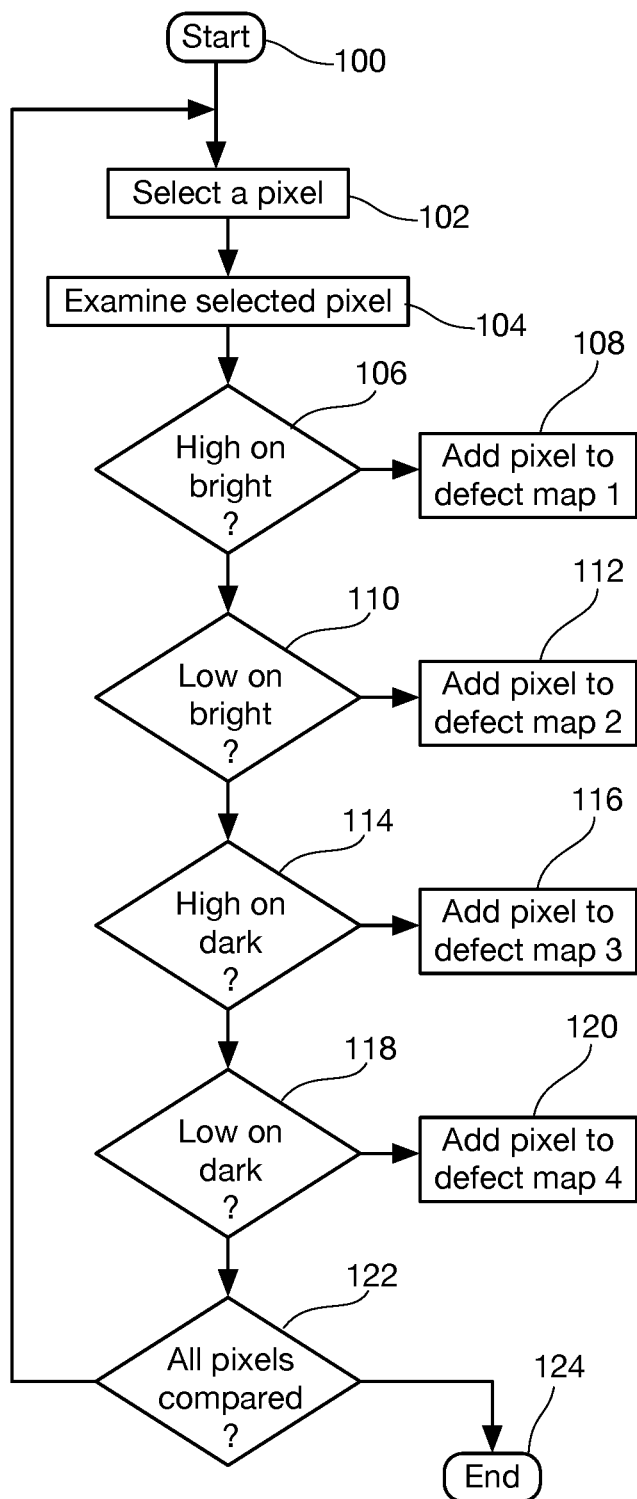 Start
100
Select a pixel
102
Examine selected pixel
104
106
High on
bright
?
108
Add pixel to
defect map 1
110
Low on
bright
?
112
Add pixel to
defect map 2
114
High on
dark
?
116
Add pixel to
defect map 3
118
Low on
dark
?
120
Add pixel to
defect map 4
122
All pixels
compared
?
124
End